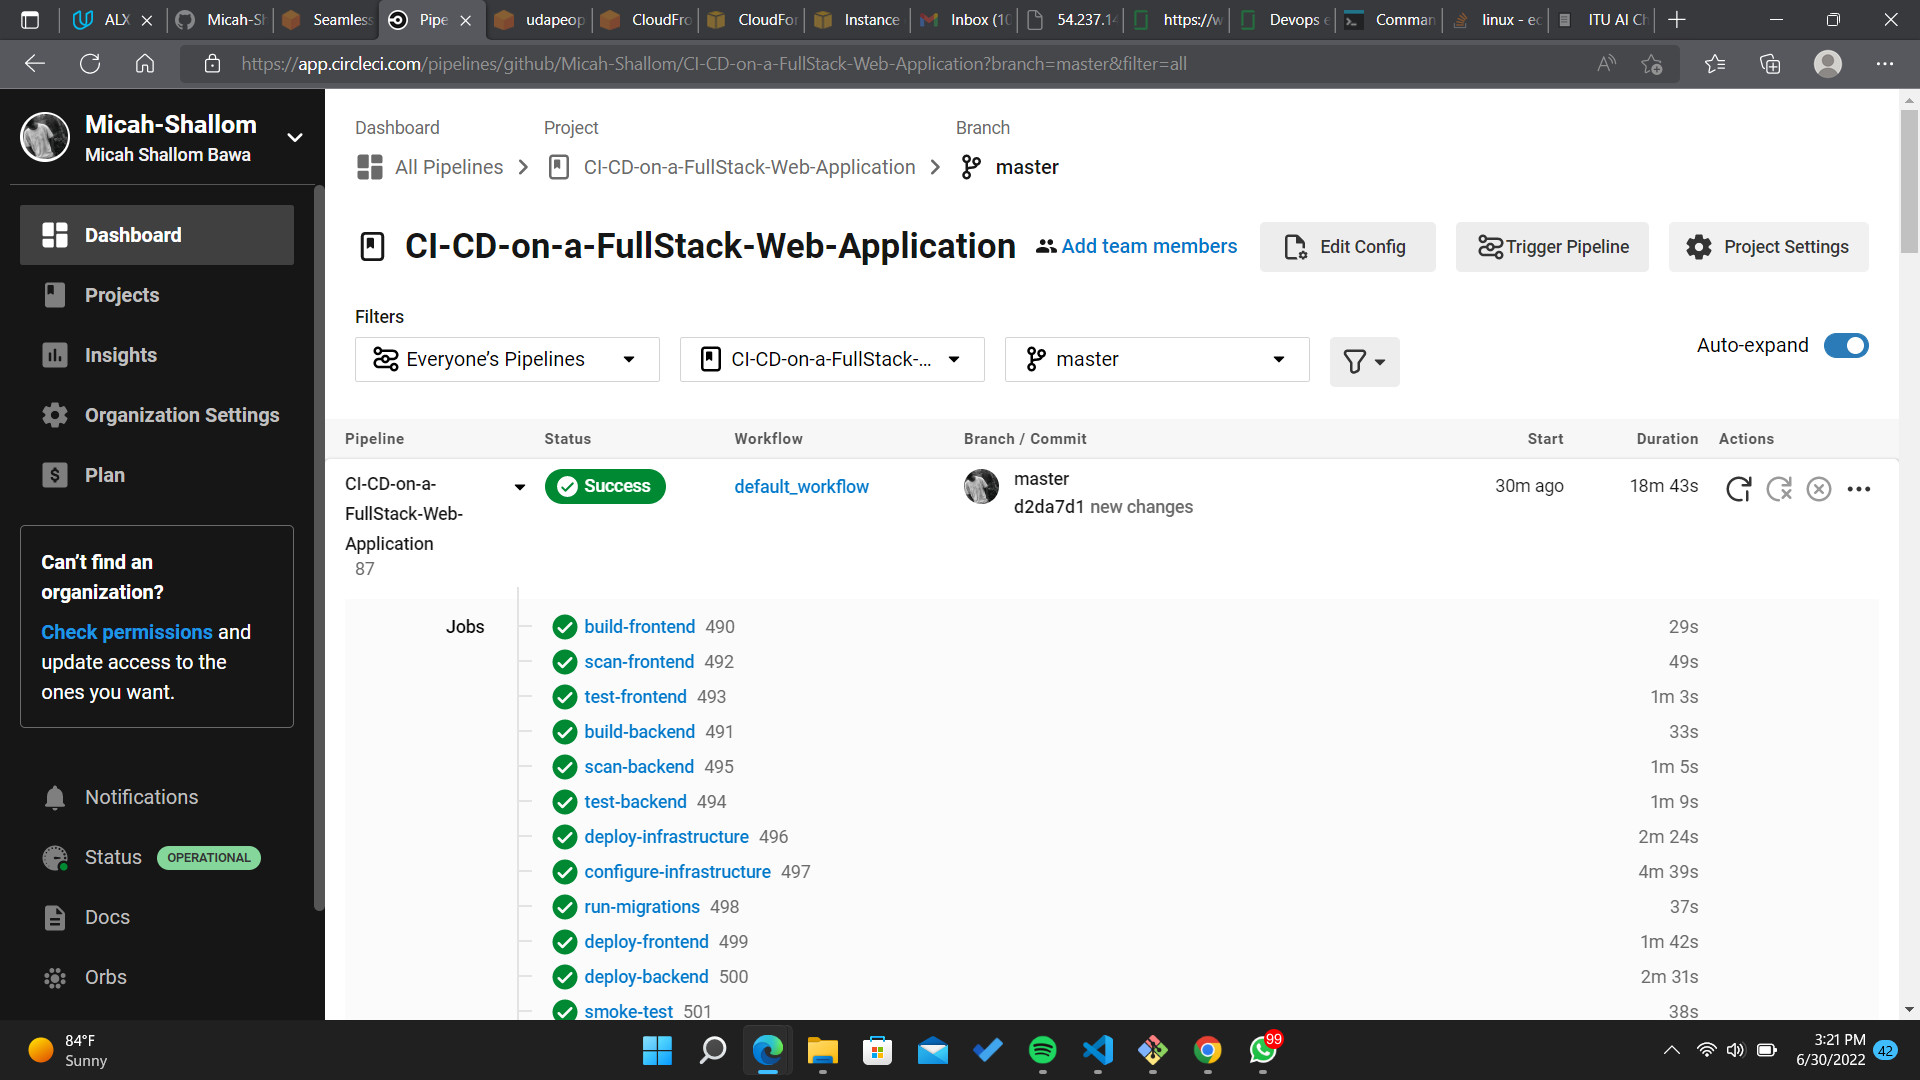 ALX
Micah-Sh
Seamless
Pipe
udapeop
CloudFro
CloudFor
Instance
Inbox (10
54.237.14
https://w
Devops e
Comman
linux - ec
ITU AI Ch
https://app.circleci.com/pipelines/github/Micah-Shallom/CI-CD-on-a-FullStack-Web-Application?branch=master&filter=all
Micah-Shallom
Micah Shallom Bawa
Dashboard
Projects
Insights
Organization Settings
Plan
Can’t find an
organization?
Check permissions and
update access to the
ones you want.
Notifications
Status OPERATIONAL
Docs
Orbs
Dashboard Project Branch
All Pipelines CI-CD-on-a-FullStack-Web-Application master
CI-CD-on-a-FullStack-Web-Application Add team members Edit Config Trigger Pipeline Project Settings
Filters
Everyone’s Pipelines CI-CD-on-a-FullStack-... master Auto-expand
Pipeline Status Workflow Branch / Commit Start Duration Actions
CI-CD-on-a-
FullStack-Web-
Application
87
Success default_workflow master 30m ago 18m 43s
d2da7d1 new changes
Jobs
build-frontend 490 29s
scan-frontend 492 49s
test-frontend 493 1m 3s
build-backend 491 33s
scan-backend 495 1m 5s
test-backend 494 1m 9s
deploy-infrastructure 496 2m 24s
configure-infrastructure 497 4m 39s
run-migrations 498 37s
deploy-frontend 499 1m 42s
deploy-backend 500 2m 31s
smoke-test 501 38s
84°F
Sunny
99
3:21 PM
6/30/2022
42